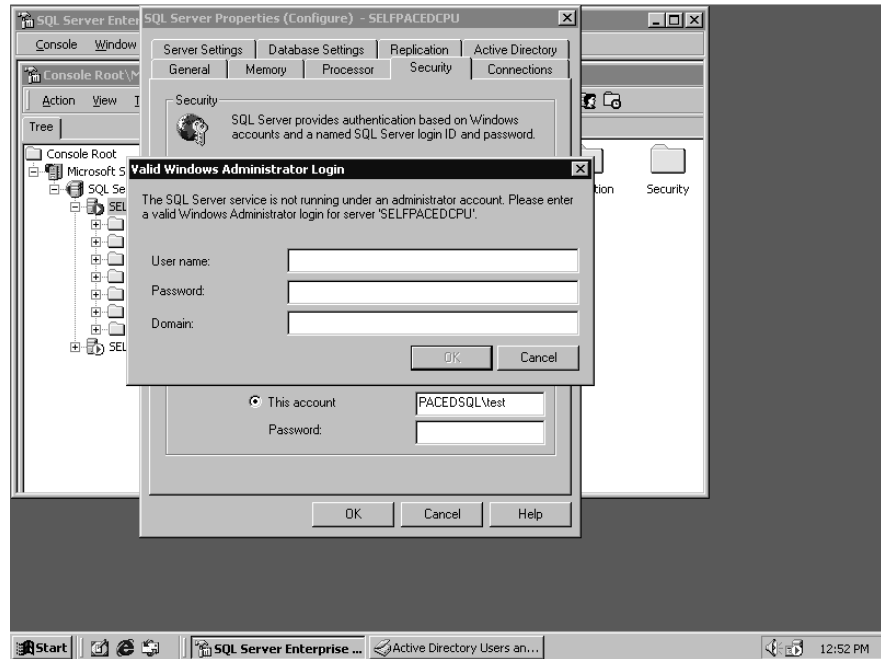 SQL Server Enter
SQL Server Properties (Configure) - SELFPACEDCPU
Console Window
Server Settings Database Settings Replication Active Directory
General Memory Processor Security Connections
Console Root\M
Action View
Tree
Security
SQL Server provides authentication based on Windows
accounts and a named SQL Server login ID and password.
Console Root
Microsoft S
SQL Se
SEL
SEL
Security
Valid Windows Administrator Login
The SQL Server service is not running under an administrator account. Please enter
a valid Windows Administrator login for server 'SELFPACEDCPU'.
User name:
Password:
Domain:
OK Cancel
This account PACEDSQL\test
Password:
OK Cancel Help
Start
SQL Server Enterprise ...
Active Directory Users an...
12:52 PM